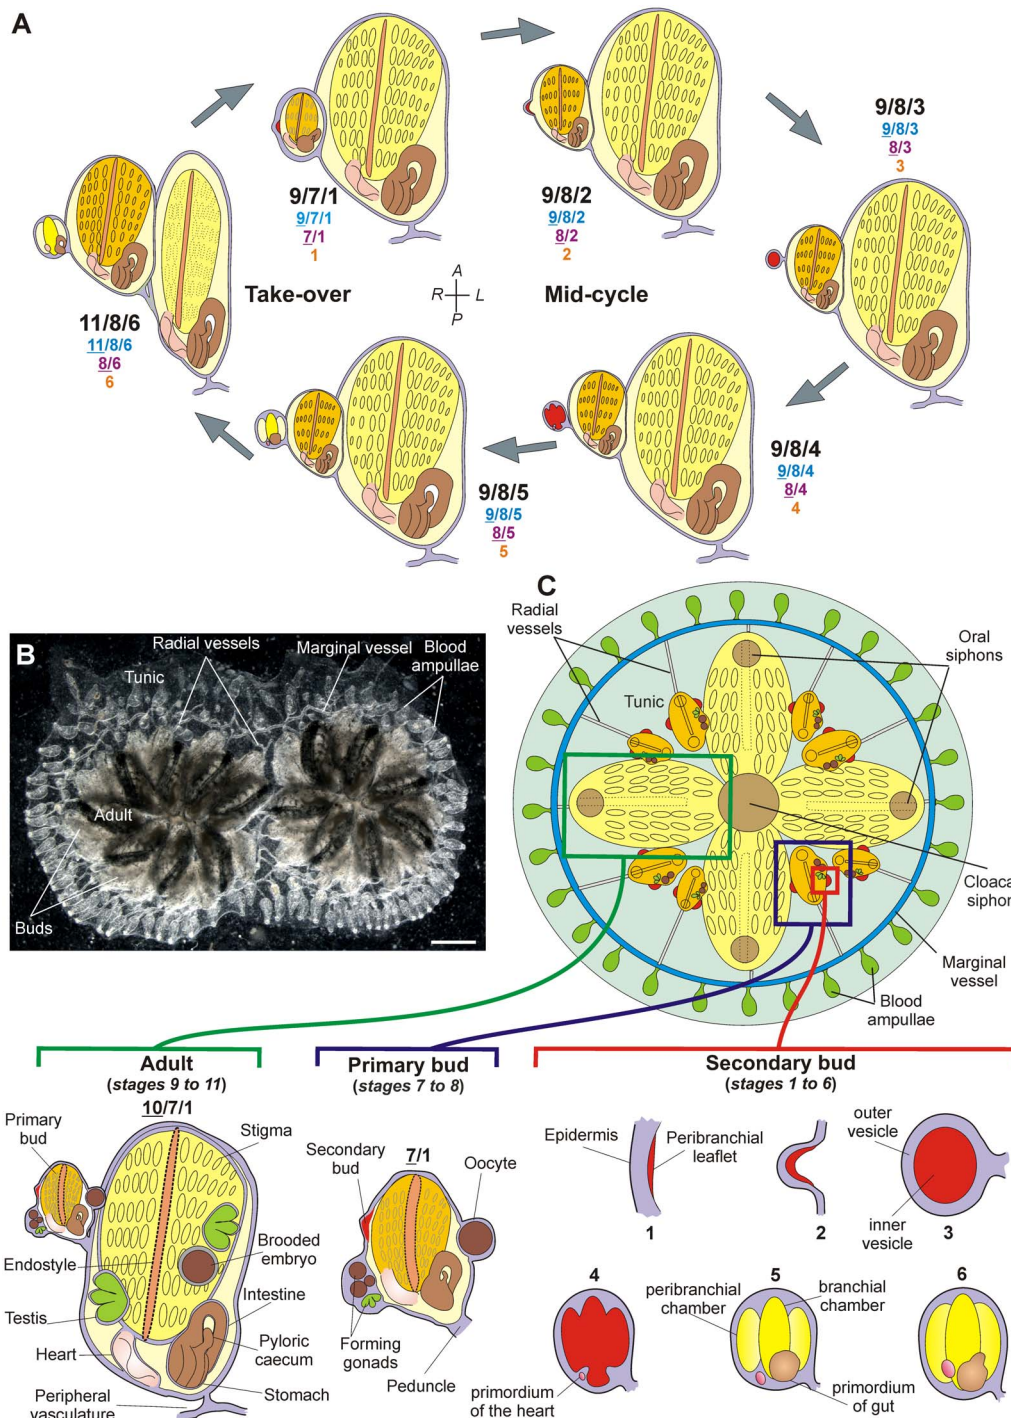 A
9/7/1
9/7/1
7/1
1
9/8/2
9/8/2
8/2
2
9/8/3
9/8/3
8/3
3
11/8/6
11/8/6
8/6
6
Take-over
A
R L
P
Mid-cycle
9/8/5
9/8/5
8/5
5
9/8/4
9/8/4
8/4
4
B
Radial vessels
Marginal vessel
Blood
ampullae
Tunic
Adult
Buds
C
Radial
vessels
Tunic
Oral
siphons
Cloaca
siphon
Marginal
vessel
Blood
ampullae
Adult
(stages 9 to 11)
10/7/1
Primary
bud
Stigma
Endostyle
Brooded
embryo
Testis
Intestine
Heart
Pyloric
caecum
Stomach
Peripheral
vasculature
Primary bud
(stages 7 to 8)
7/1
Secondary
bud
Oocyte
Forming
gonads
Peduncle
Secondary bud
(stages 1 to 6)
Epidermis
Peribranchial
leaflet
outer
vesicle
inner
vesicle
1
2
3
4
5
6
peribranchial
chamber
branchial
chamber
primordium
of the heart
primordium
of gut